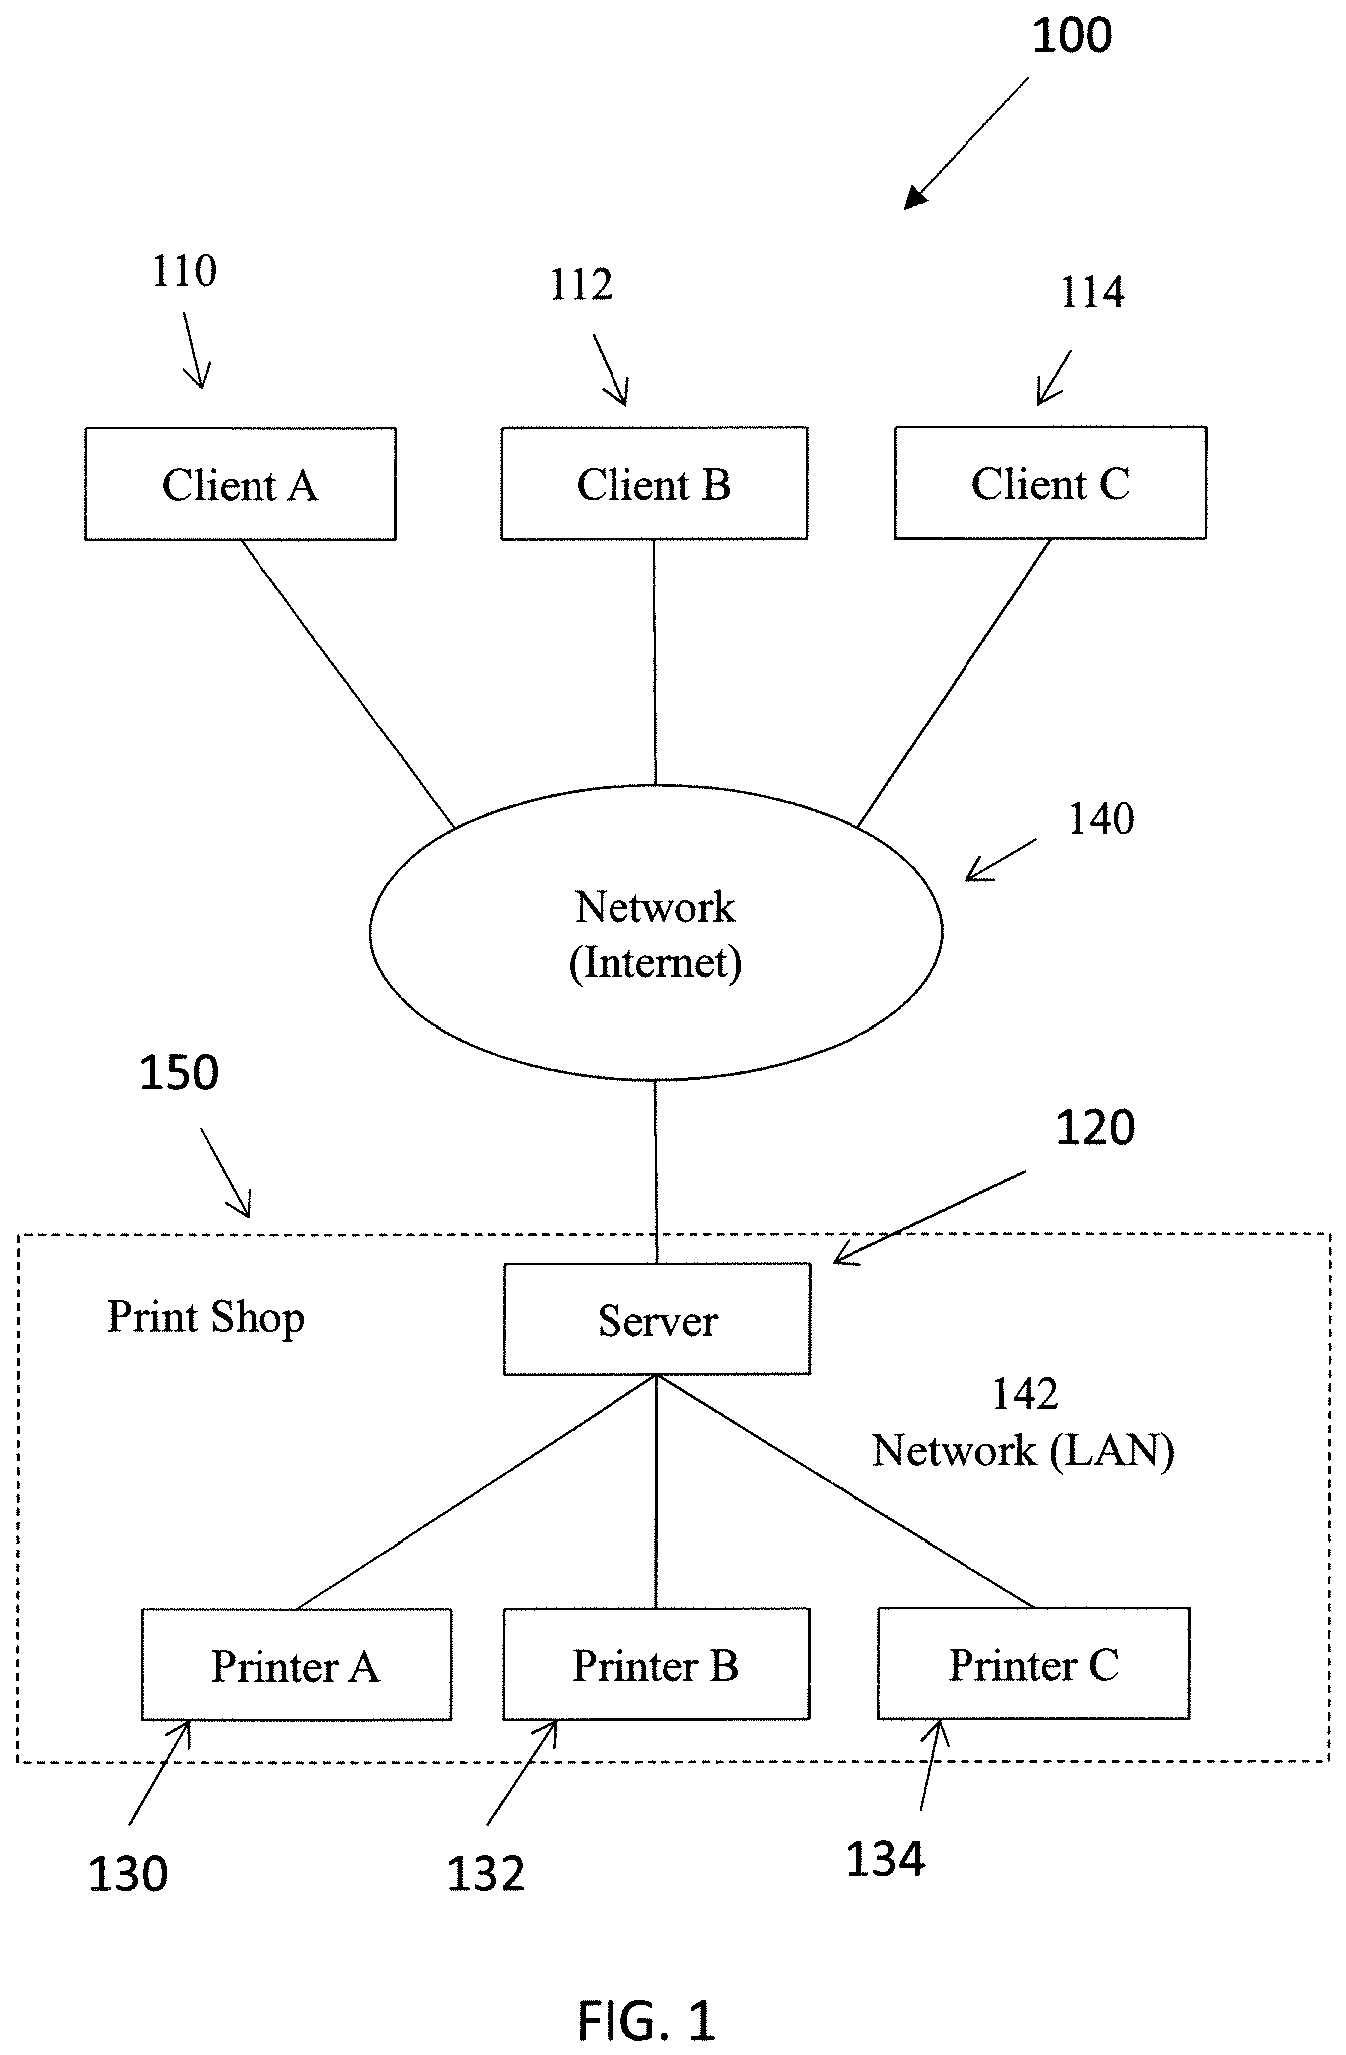 100
110
112
114
Client A
Client B
Client C
140
Network
(Internet)
150
120
Print Shop
Server
142
Network (LAN)
Printer A
Printer B
Printer C
130
132
134
FIG. 1